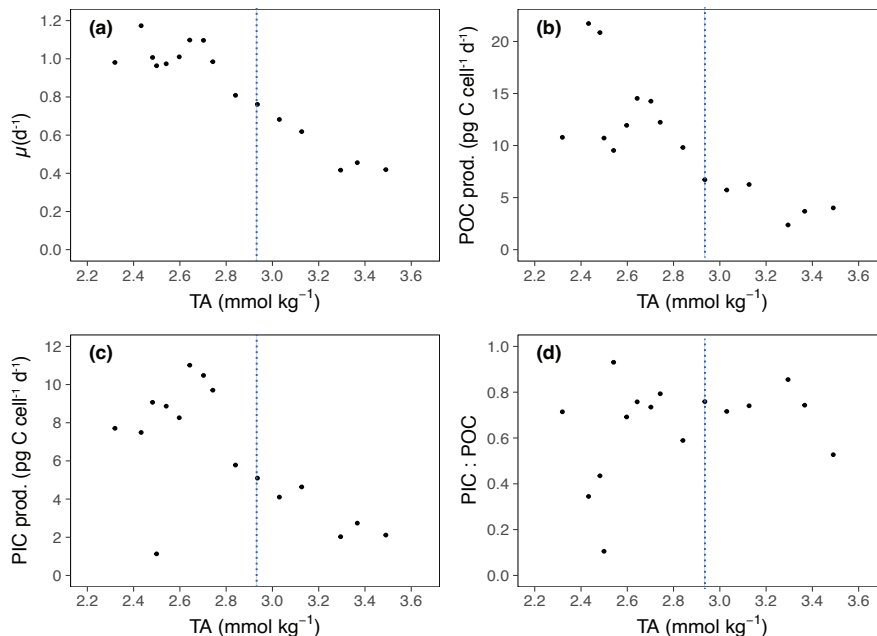 (a)
1.2
1.0
0.8
0.6
0.4
0.2
0.0
μ(d⁻¹)
2.2 2.4 2.6 2.8 3.0 3.2 3.4 3.6
TA (mmol kg⁻¹)
(b)
20
15
10
5
0
POC prod. (pg C cell⁻¹ d⁻¹)
2.2 2.4 2.6 2.8 3.0 3.2 3.4 3.6
TA (mmol kg⁻¹)
(c)
12
10
8
6
4
2
0
PIC prod. (pg C cell⁻¹ d⁻¹)
2.2 2.4 2.6 2.8 3.0 3.2 3.4 3.6
TA (mmol kg⁻¹)
(d)
1.0
0.8
0.6
0.4
0.2
0.0
PIC : POC
2.2 2.4 2.6 2.8 3.0 3.2 3.4 3.6
TA (mmol kg⁻¹)